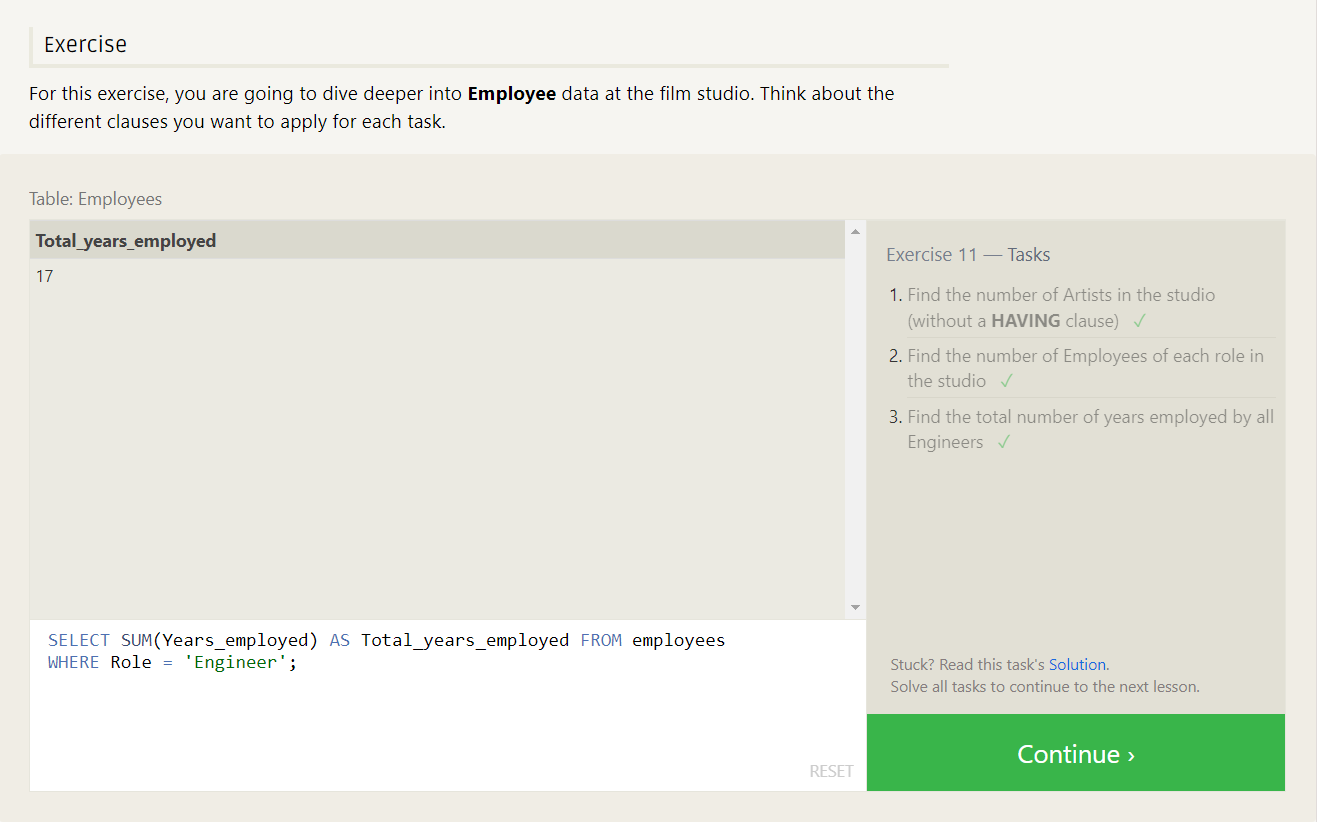 Exercise
For this exercise, you are going to dive deeper into Employee data at the film studio. Think about the
different clauses you want to apply for each task.
Table: Employees
Total_years_employed
17
SELECT SUM(Years_employed) AS Total_years_employed FROM employees
WHERE Role = 'Engineer';
RESET
Exercise 11 — Tasks
1. Find the number of Artists in the studio
(without a HAVING clause) ✓
2. Find the number of Employees of each role in
the studio ✓
3. Find the total number of years employed by all
Engineers ✓
Stuck? Read this task's Solution.
Solve all tasks to continue to the next lesson.
Continue ›